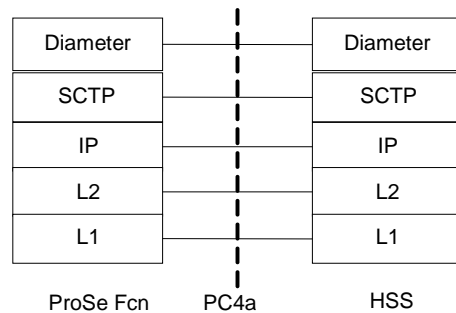 Diameter Diameter
SCTP SCTP
IP IP
L2 L2
L1 L1
ProSe Fcn PC4a HSS